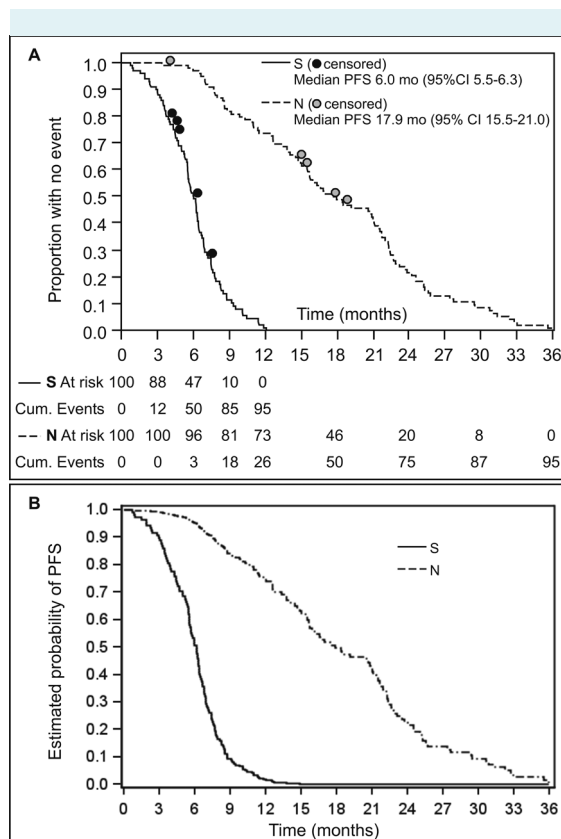 A
S (● censored)
Median PFS 6.0 mo (95%CI 5.5-6.3)
N (● censored)
Median PFS 17.9 mo (95% CI 15.5-21.0)
Proportion with no event
1.0
0.9
0.8
0.7
0.6
0.5
0.4
0.3
0.2
0.1
0.0
Time (months)
0 3 6 9 12 15 18 21 24 27 30 33 36
S At risk 100 88 47 10 0
Cum. Events 0 12 50 85 95
N At risk 100 100 96 81 73 46 20 8 0
Cum. Events 0 0 3 18 26 50 75 87 95
B
S
N
Estimated probability of PFS
1.0
0.9
0.8
0.7
0.6
0.5
0.4
0.3
0.2
0.1
0.0
0 3 6 9 12 15 18 21 24 27 30 33 36
Time (months)